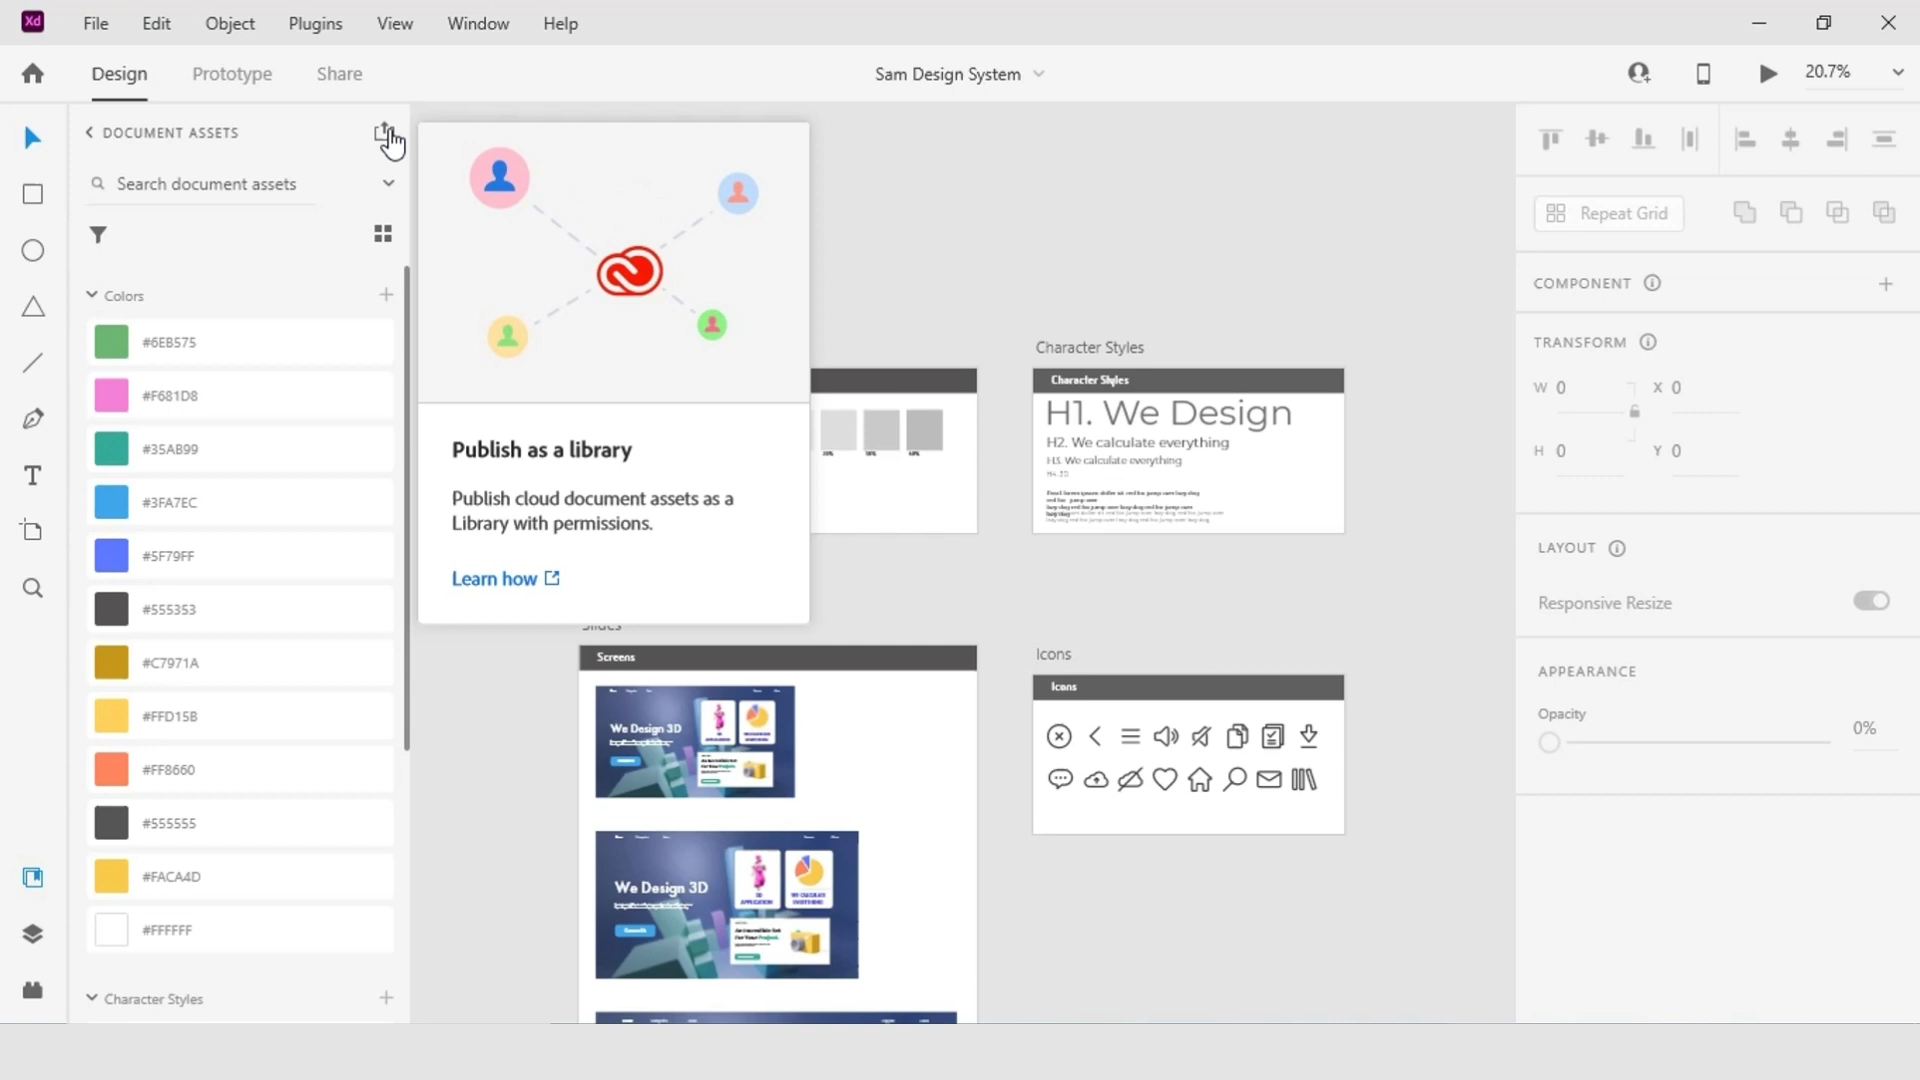 Xd
File
Edit
Object
Plugins
View
Window
Help
Design
Prototype
Share
Sam Design System
20.7%
DOCUMENT ASSETS
Search document assets
Colors
#6EB575
#F681D8
#35AB99
#3FA7EC
#5F79FF
#555353
#C7971A
#FFD15B
#FF8660
#555555
#FACA4D
#FFFFFF
Character Styles
Publish as a library
Publish cloud document assets as a
Library with permissions.
Learn how
Slides
Screens
We Design 3D
We Design 3D
Character Styles
Character Styles
H1. We Design
H2. We calculate everything
H3. We calculate everything
Icons
Icons
Repeat Grid
COMPONENT
TRANSFORM
W 0
X 0
H 0
Y 0
LAYOUT
Responsive Resize
APPEARANCE
Opacity
0%